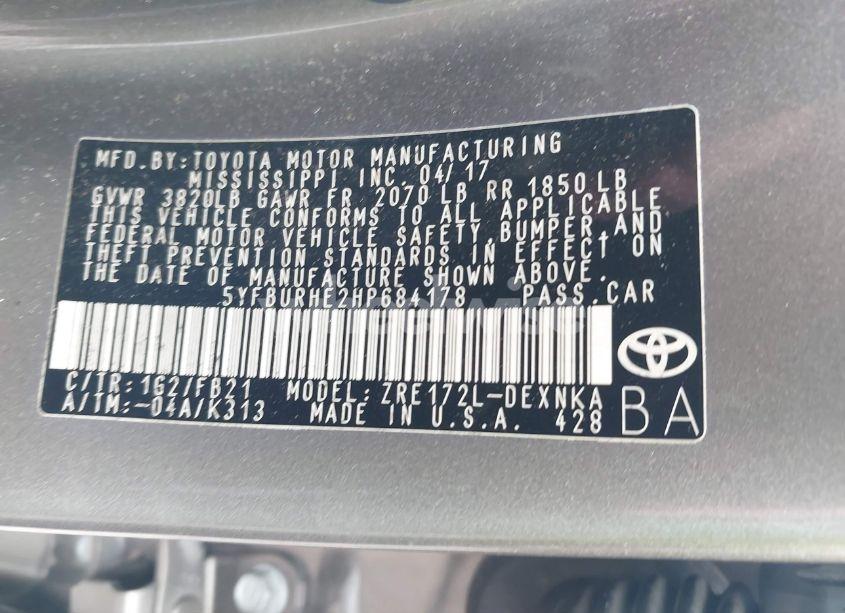 MFD. BY: TOYOTA MOTOR MANUFACTURING
MISSISSIPPI INC. 04/17
GVWR 3820LB GAWR FR 2070 LB RR 1850 LB
THIS VEHICLE CONFORMS TO ALL APPLICABLE
FEDERAL MOTOR VEHICLE SAFETY, BUMPER, AND
THEFT PREVENTION STANDARDS IN EFFECT ON
THE DATE OF MANUFACTURE SHOWN ABOVE.
5YFBURHE2HP684178 PASS. CAR
C/TR: 1G2/FB21 MODEL: ZRE172L-DEXNKA
A/TM: -04A/K313 MADE IN U.S.A. 428
BA